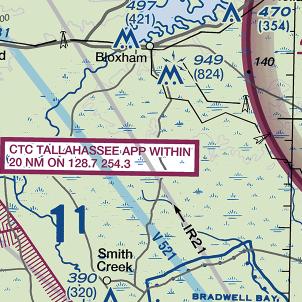 497
(421)
470
(354)
Bloxham
949
(824)
140
CTC TALLAHASSEE APP WITHIN
20 NM ON 128.7 254.3
11
V 521
IR21
Smith
Creek
BRADWELL BAY
390
(320)